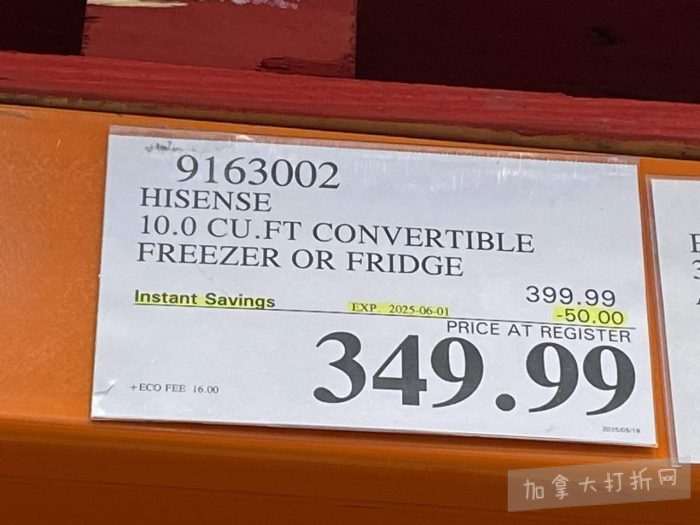 9163002
HISENSE
10.0 CU.FT CONVERTIBLE
FREEZER OR FRIDGE
399.99
Instant Savings EXP. 2025-06-01 -50.00
PRICE AT REGISTER
349.99
+ECO FEE 16.00
加拿大打折网